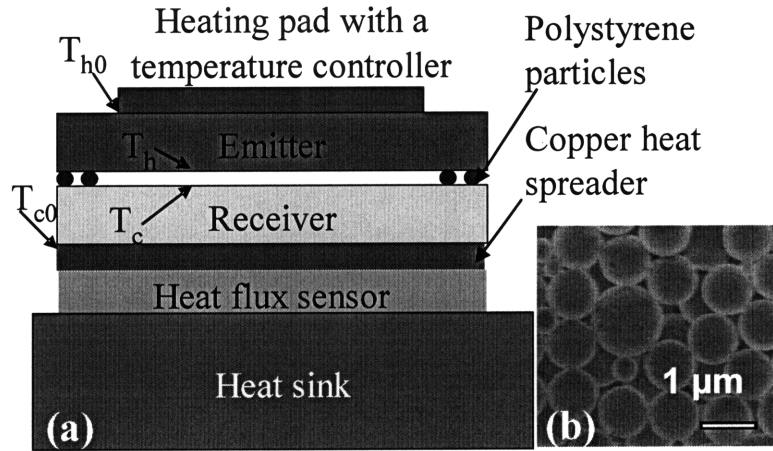 Heating pad with a
temperature controller
T_h0
Polystyrene
particles
Emitter
T_h
Copper heat
spreader
T_c0
T_c
Receiver
Heat flux sensor
Heat sink
(a)
1 μm
(b)